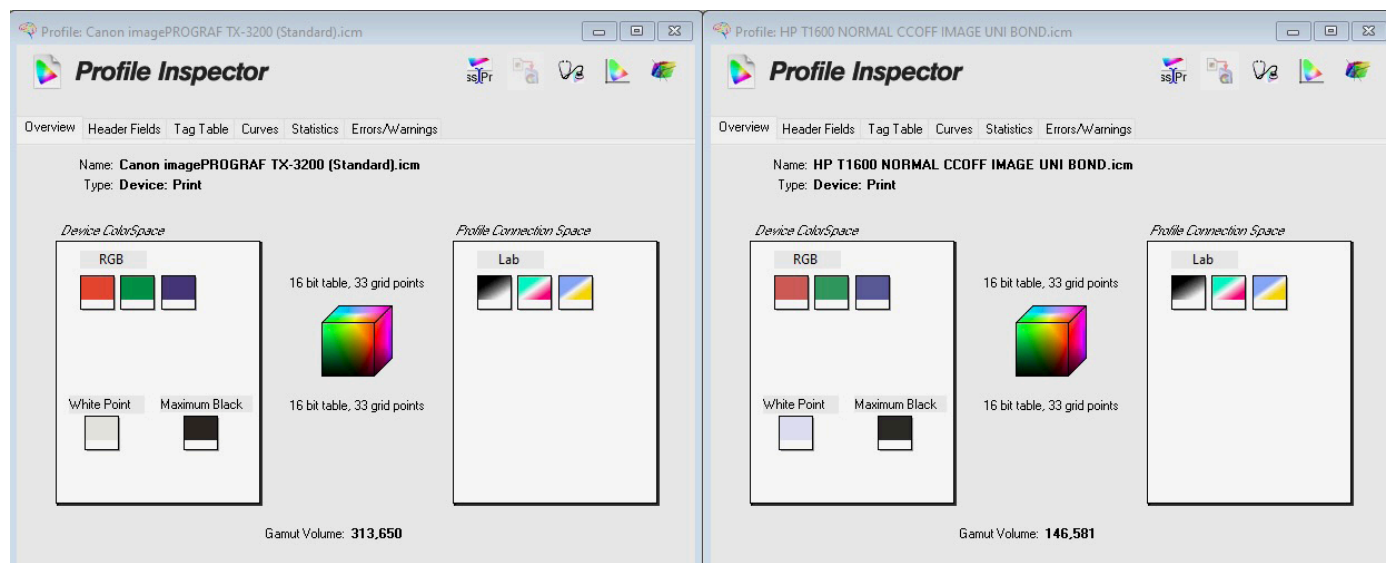 Profile: Canon imagePROGRAF TX-3200 (Standard).icm
Profile Inspector
Overview Header Fields Tag Table Curves Statistics Errors/Warnings
Name: Canon imagePROGRAF TX-3200 (Standard).icm
Type: Device: Print
Device ColorSpace
Profile Connection Space
RGB
Lab
16 bit table, 33 grid points
White Point
Maximum Black
16 bit table, 33 grid points
Gamut Volume: 313,650
Profile: HP T1600 NORMAL CCOFF IMAGE UNI BOND.icm
Profile Inspector
Overview Header Fields Tag Table Curves Statistics Errors/Warnings
Name: HP T1600 NORMAL CCOFF IMAGE UNI BOND.icm
Type: Device: Print
Device ColorSpace
Profile Connection Space
RGB
Lab
16 bit table, 33 grid points
White Point
Maximum Black
16 bit table, 33 grid points
Gamut Volume: 146,581